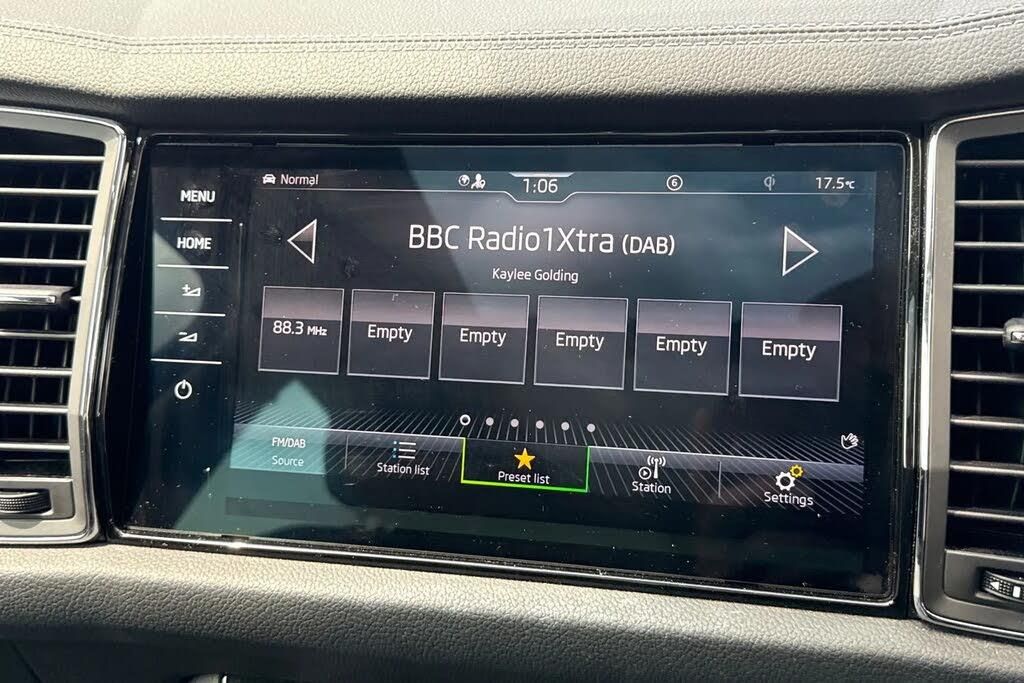 MENU
HOME
Normal
1:06
6
17.5°C
BBC Radio1Xtra (DAB)
Kaylee Golding
88.3 MHz
Empty
Empty
Empty
Empty
Empty
FM/DAB
Source
Station list
Preset list
Station
Settings